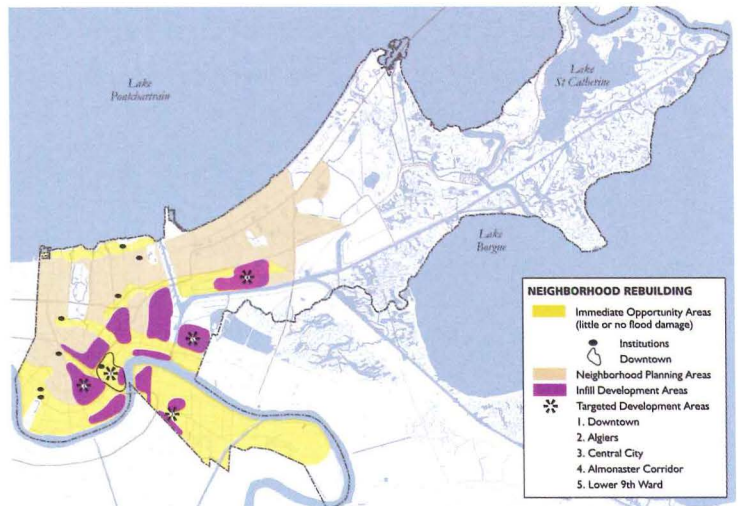 Lake
Pontchartrain
Lake
St Catherine
Lake
Borgne
NEIGHBORHOOD REBUILDING
Immediate Opportunity Areas
(little or no flood damage)
Institutions
Downtown
Neighborhood Planning Areas
Infill Development Areas
Targeted Development Areas
1. Downtown
2. Algiers
3. Central City
4. Almonaster Corridor
5. Lower 9th Ward